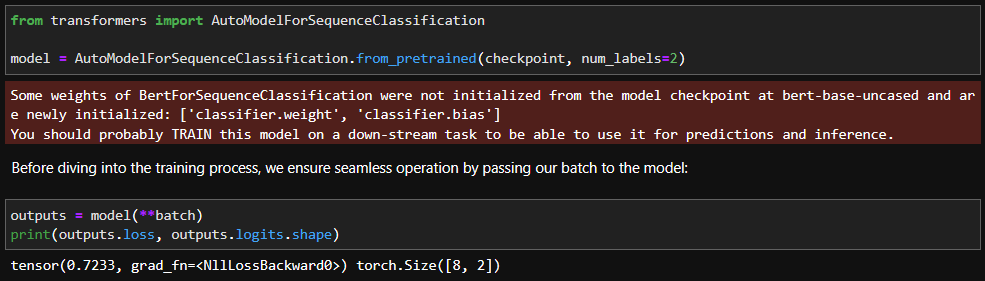 from transformers import AutoModelForSequenceClassification
model = AutoModelForSequenceClassification.from_pretrained(checkpoint, num_labels=2)
Some weights of BertForSequenceClassification were not initialized from the model checkpoint at bert-base-uncased and ar
e newly initialized: ['classifier.weight', 'classifier.bias']
You should probably TRAIN this model on a down-stream task to be able to use it for predictions and inference.
Before diving into the training process, we ensure seamless operation by passing our batch to the model:
outputs = model(**batch)
print(outputs.loss, outputs.logits.shape)
tensor(0.7233, grad_fn=<NllLossBackward0>) torch.Size([8, 2])